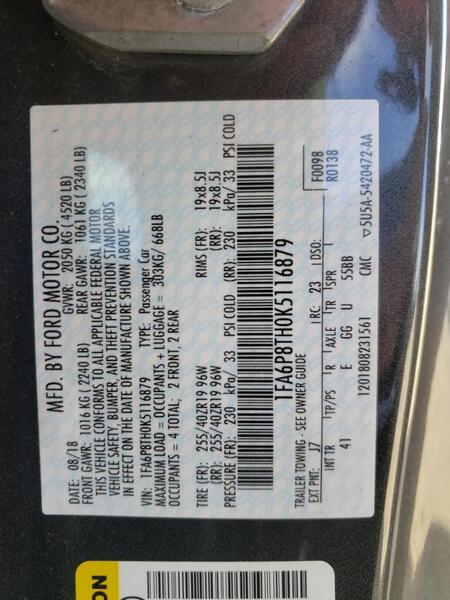 MFD. BY FORD MOTOR CO.
DATE: 08/18 GVWR: 2050 KG (4520 LB)
FRONT GAWR: 1016 KG (2240 LB) REAR GAWR: 1061 KG (2340 LB)
THIS VEHICLE CONFORMS TO ALL APPLICABLE FEDERAL MOTOR
VEHICLE SAFETY, BUMPER, AND THEFT PREVENTION STANDARDS
IN EFFECT ON THE DATE OF MANUFACTURE SHOWN ABOVE.
VIN: 1FA6P8TH0K5116879 TYPE: Passenger Car
MAXIMUM LOAD = OCCUPANTS + LUGGAGE = 303KG/ 668LB
OCCUPANTS = 4 TOTAL; 2 FRONT, 2 REAR
TIRE (FR): 255/40ZR19 96W RIMS (FR): 19x8.5J
(RR): 255/40ZR19 96W (RR): 19x8.5J
PRESSURE (FR): 230 kPa/ 33 PSI COLD (RR): 230 kPa/ 33 PSI COLD
1FA6P8TH0K5116879
TRAILER TOWING - SEE OWNER GUIDE F0098
EXT PNT: J7 RC: 23 DSO: R0138
INT TR TP/PS R AXLE TR SPR
41 I E GG U 55BB
1201808231561 CMC ▽5U5A-5420472-AA
ON